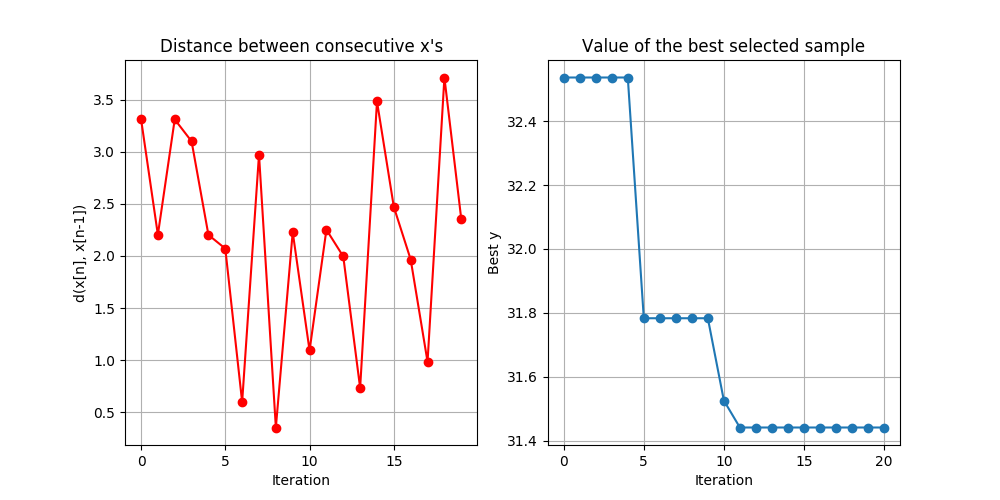 Distance between consecutive x's
3.5
3.0
2.5
2.0
1.5
1.0
0.5
d(x[n], x[n-1])
0 5 10 15
Iteration
Value of the best selected sample
32.4
32.2
32.0
31.8
31.6
31.4
Best y
0 5 10 15 20
Iteration